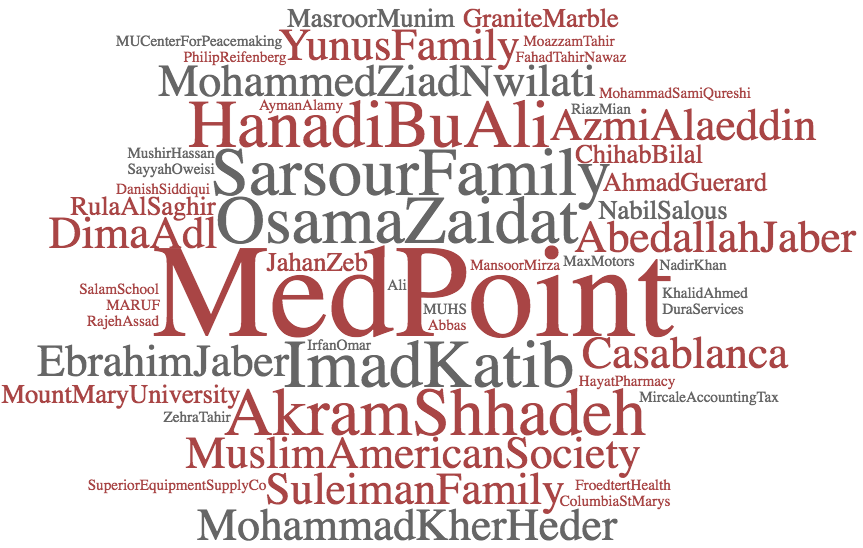 MasroorMunim GraniteMarble
MUCenterForPeacemaking YunusFamily MoazzamTahir
PhilipReifenberg FahadTahirNawaz
MohammedZiadNwilati MohammadSamiQureshi
AymanAlamy RiazMian
HanadiBuAli AzmiAlaeddin
MushirHassan ChihabBilal
SayyahOweisi SarsourFamily
DanishSiddiqui AhmadGuerard
RulaAlSaghir OsamaZaidat NabilSalous
DimaAdl AbedallahJaber
JahanZeb MansoorMirza MaxMotors NadirKhan
SalamSchool Ali KhalidAhmed
MARUF MedPoint MUHS DuraServices
RajehAssad Abbas
IrfanOmar
EbrahimJaber ImadKatib Casablanca
HayatPharmacy
MountMaryUniversity MircaleAccountingTax
ZehraTahir AkramShhadeh
MuslimAmericanSociety
SuperiorEquipmentSupplyCo SuleimanFamily FroedtertHealth
ColumbiaStMarys
MohammadKherHeder